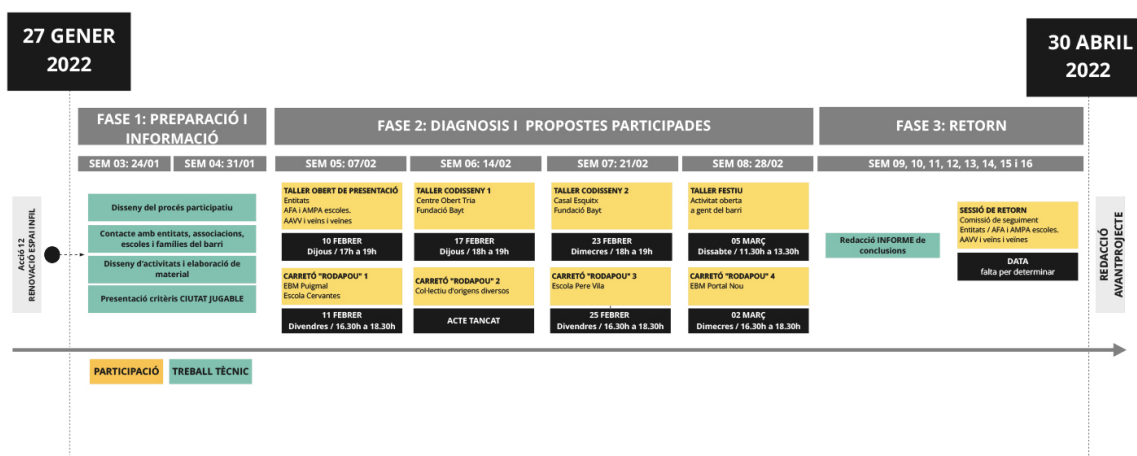 27 GENER
2022
30 ABRIL
2022
FASE 1: PREPARACIÓ I
INFORMACIÓ
FASE 2: DIAGNOSIS I PROPOSTES PARTICIPADES
FASE 3: RETORN
SEM 03: 24/01
SEM 04: 31/01
SEM 05: 07/02
SEM 06: 14/02
SEM 07: 21/02
SEM 08: 28/02
SEM 09, 10, 11, 12, 13, 14, 15 i 16
Acció 12
RENOVACIÓ ESPAI INFIL
Disseny del procés participatiu
Contacte amb entitats, associacions,
escoles i famílies del barri
Disseny d'activitats i elaboració de
material
Presentació critèris CIUTAT JUGABLE
TALLER OBERT DE PRESENTACIÓ
Entitats
AFA i AMPA escoles.
AAVV i veïns i veïnes
10 FEBRER
Dijous / 17h a 19h
CARRETÓ "RODAPOU" 1
EBM Puigmal
Escola Cervantes
11 FEBRER
Divendres / 16.30h a 18.30h
TALLER CODISSENY 1
Centre Obert Tria
Fundació Bayt
17 FEBRER
Dijous / 18h a 19h
CARRETÓ "RODAPOU" 2
Col·lectiu d'orígens diversos
ACTE TANCAT
TALLER CODISSENY 2
Casal Esquitx
Fundació Bayt
23 FEBRER
Dimecres / 18h a 19h
CARRETÓ "RODAPOU" 3
Escola Pere Vila
25 FEBRER
Divendres / 16.30h a 18.30h
TALLER FESTIU
Activitat oberta
a gent del barri
05 MARÇ
Dissabte / 11.30h a 13.30h
CARRETÓ "RODAPOU" 4
EBM Portal Nou
02 MARÇ
Dimecres / 16.30h a 18.30h
Redacció INFORME de
conclusions
SESSIÓ DE RETORN
Comissió de seguiment
Entitats / AFA i AMPA escoles.
AAVV i veïns i veïnes
DATA
falta per determinar
REDACCIÓ
AVANTPROJECTE
PARTICIPACIÓ
TREBALL TÈCNIC